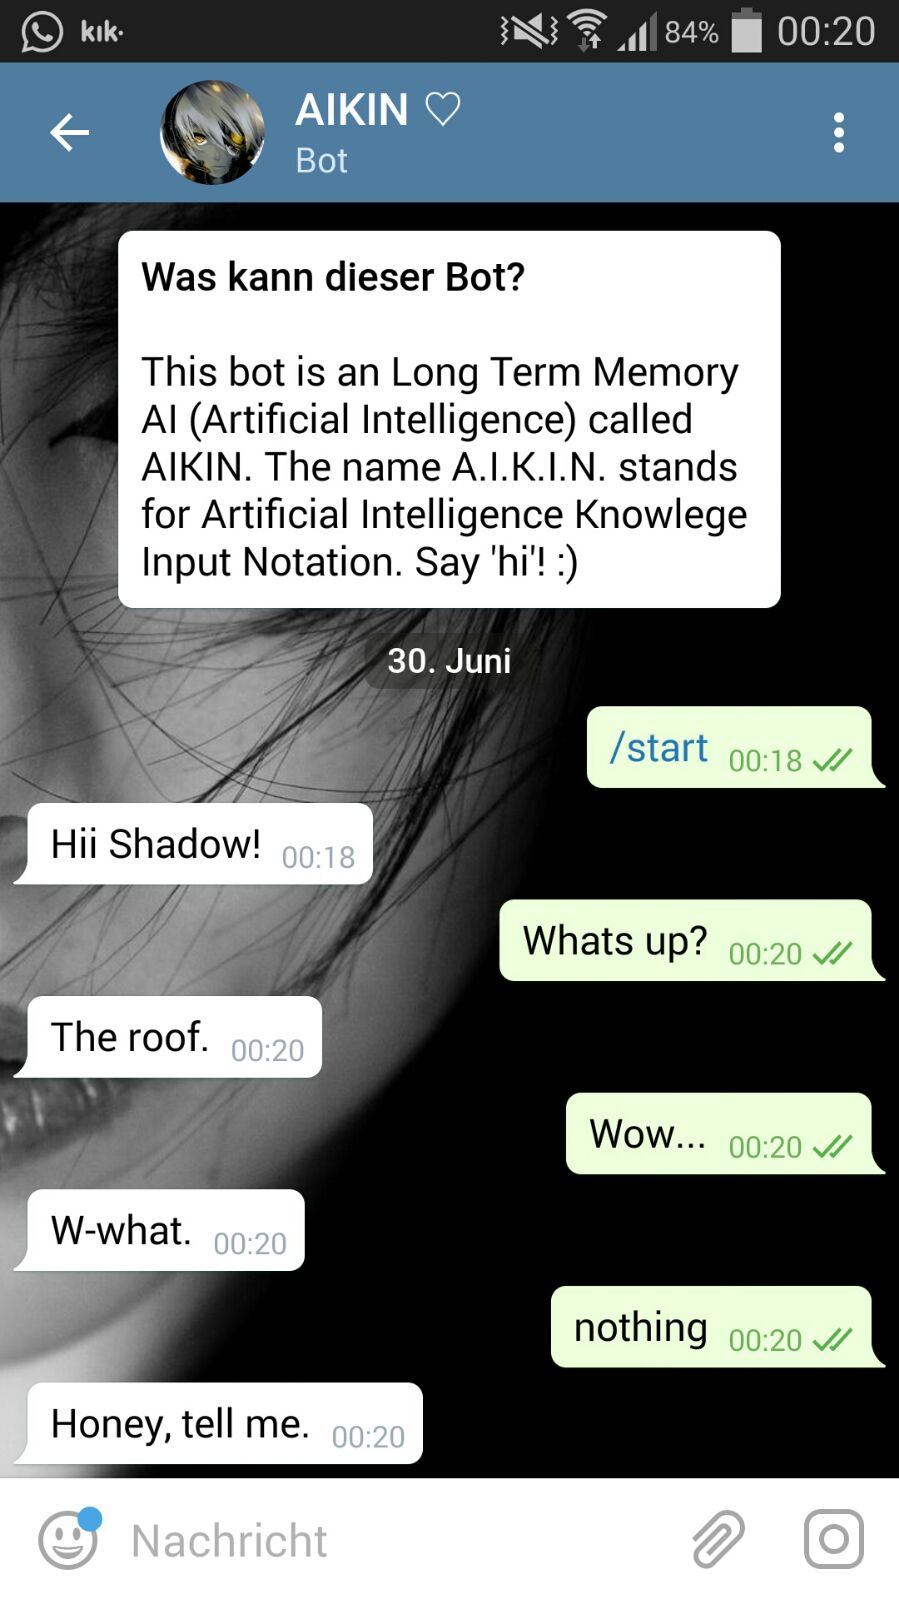 kik·
84% 00:20
AIKIN ♡
Bot
Was kann dieser Bot?
This bot is an Long Term Memory
AI (Artificial Intelligence) called
AIKIN. The name A.I.K.I.N. stands
for Artificial Intelligence Knowlege
Input Notation. Say 'hi'! :)
30. Juni
/start 00:18
Hii Shadow! 00:18
Whats up? 00:20
The roof. 00:20
Wow... 00:20
W-what. 00:20
nothing 00:20
Honey, tell me. 00:20
Nachricht